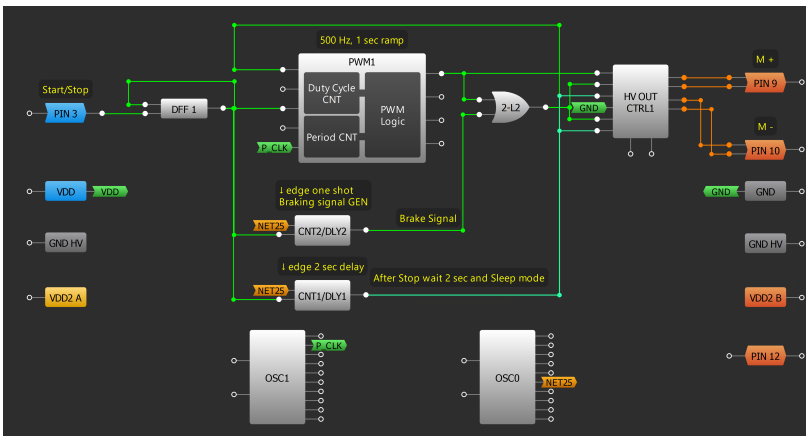 500 Hz, 1 sec ramp
PWM1
Duty Cycle
CNT
PWM
Logic
Period CNT
P_CLK
Start/Stop
PIN 3
DFF 1
2-L2
GND
HV OUT
CTRL1
M +
PIN 9
M -
PIN 10
VDD
VDD
GND
GND
↓ edge one shot
Braking signal GEN
NET25
CNT2/DLY2
Brake Signal
GND HV
GND HV
↓ edge 2 sec delay
NET25
CNT1/DLY1
After Stop wait 2 sec and Sleep mode
VDD2 A
VDD2 B
OSC1
P_CLK
OSC0
NET25
PIN 12